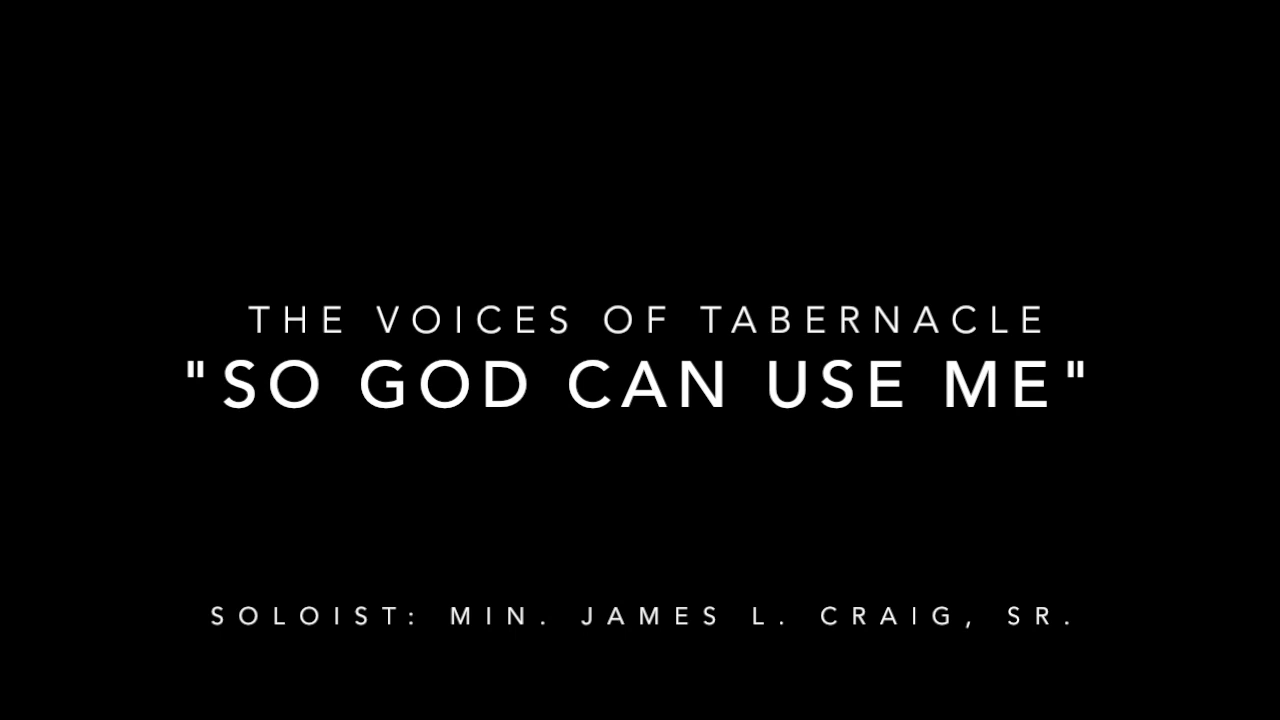 THE VOICES OF TABERNACLE
"SO GOD CAN USE ME"
SOLOIST: MIN. JAMES L. CRAIG, SR.